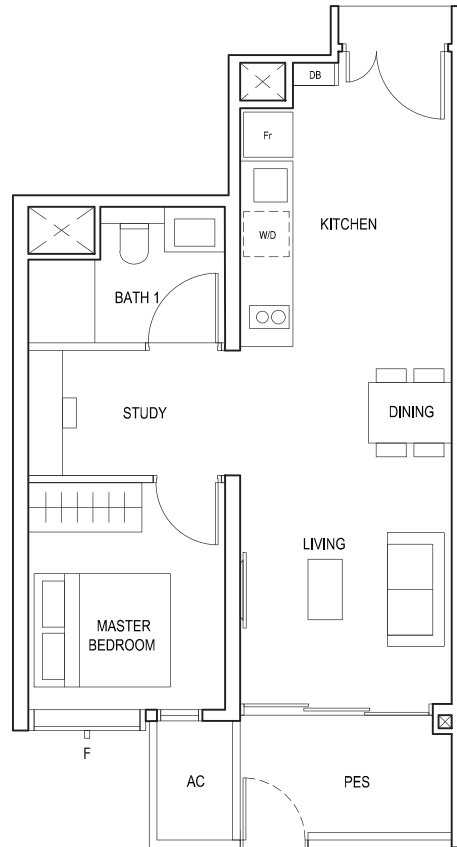 DB
Fr
W/D
KITCHEN
BATH 1
STUDY
DINING
LIVING
MASTER
BEDROOM
F
AC
PES